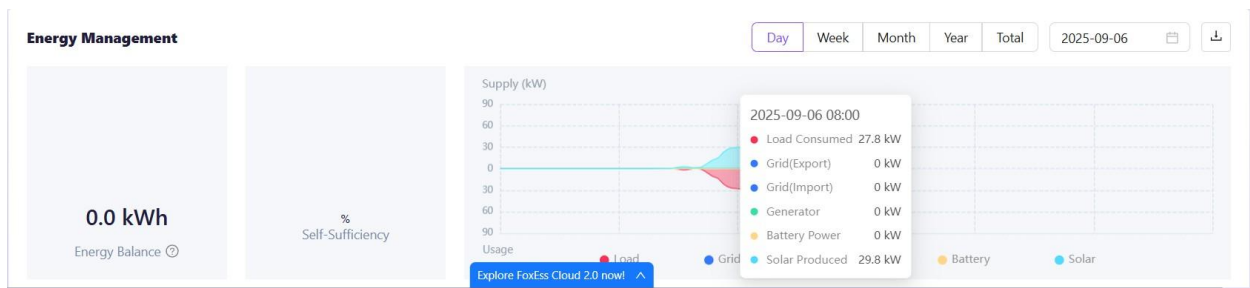 Energy Management
Day Week Month Year Total 2025-09-06
0.0 kWh
Energy Balance ?
%
Self-Sufficiency
Supply (kW)
90
60
30
0
30
60
90
Usage
2025-09-06 08:00
Load Consumed 27.8 kW
Grid(Export) 0 kW
Grid(Import) 0 kW
Generator 0 kW
Battery Power 0 kW
Solar Produced 29.8 kW
Load Grid Battery Solar
Explore FoxEss Cloud 2.0 now!